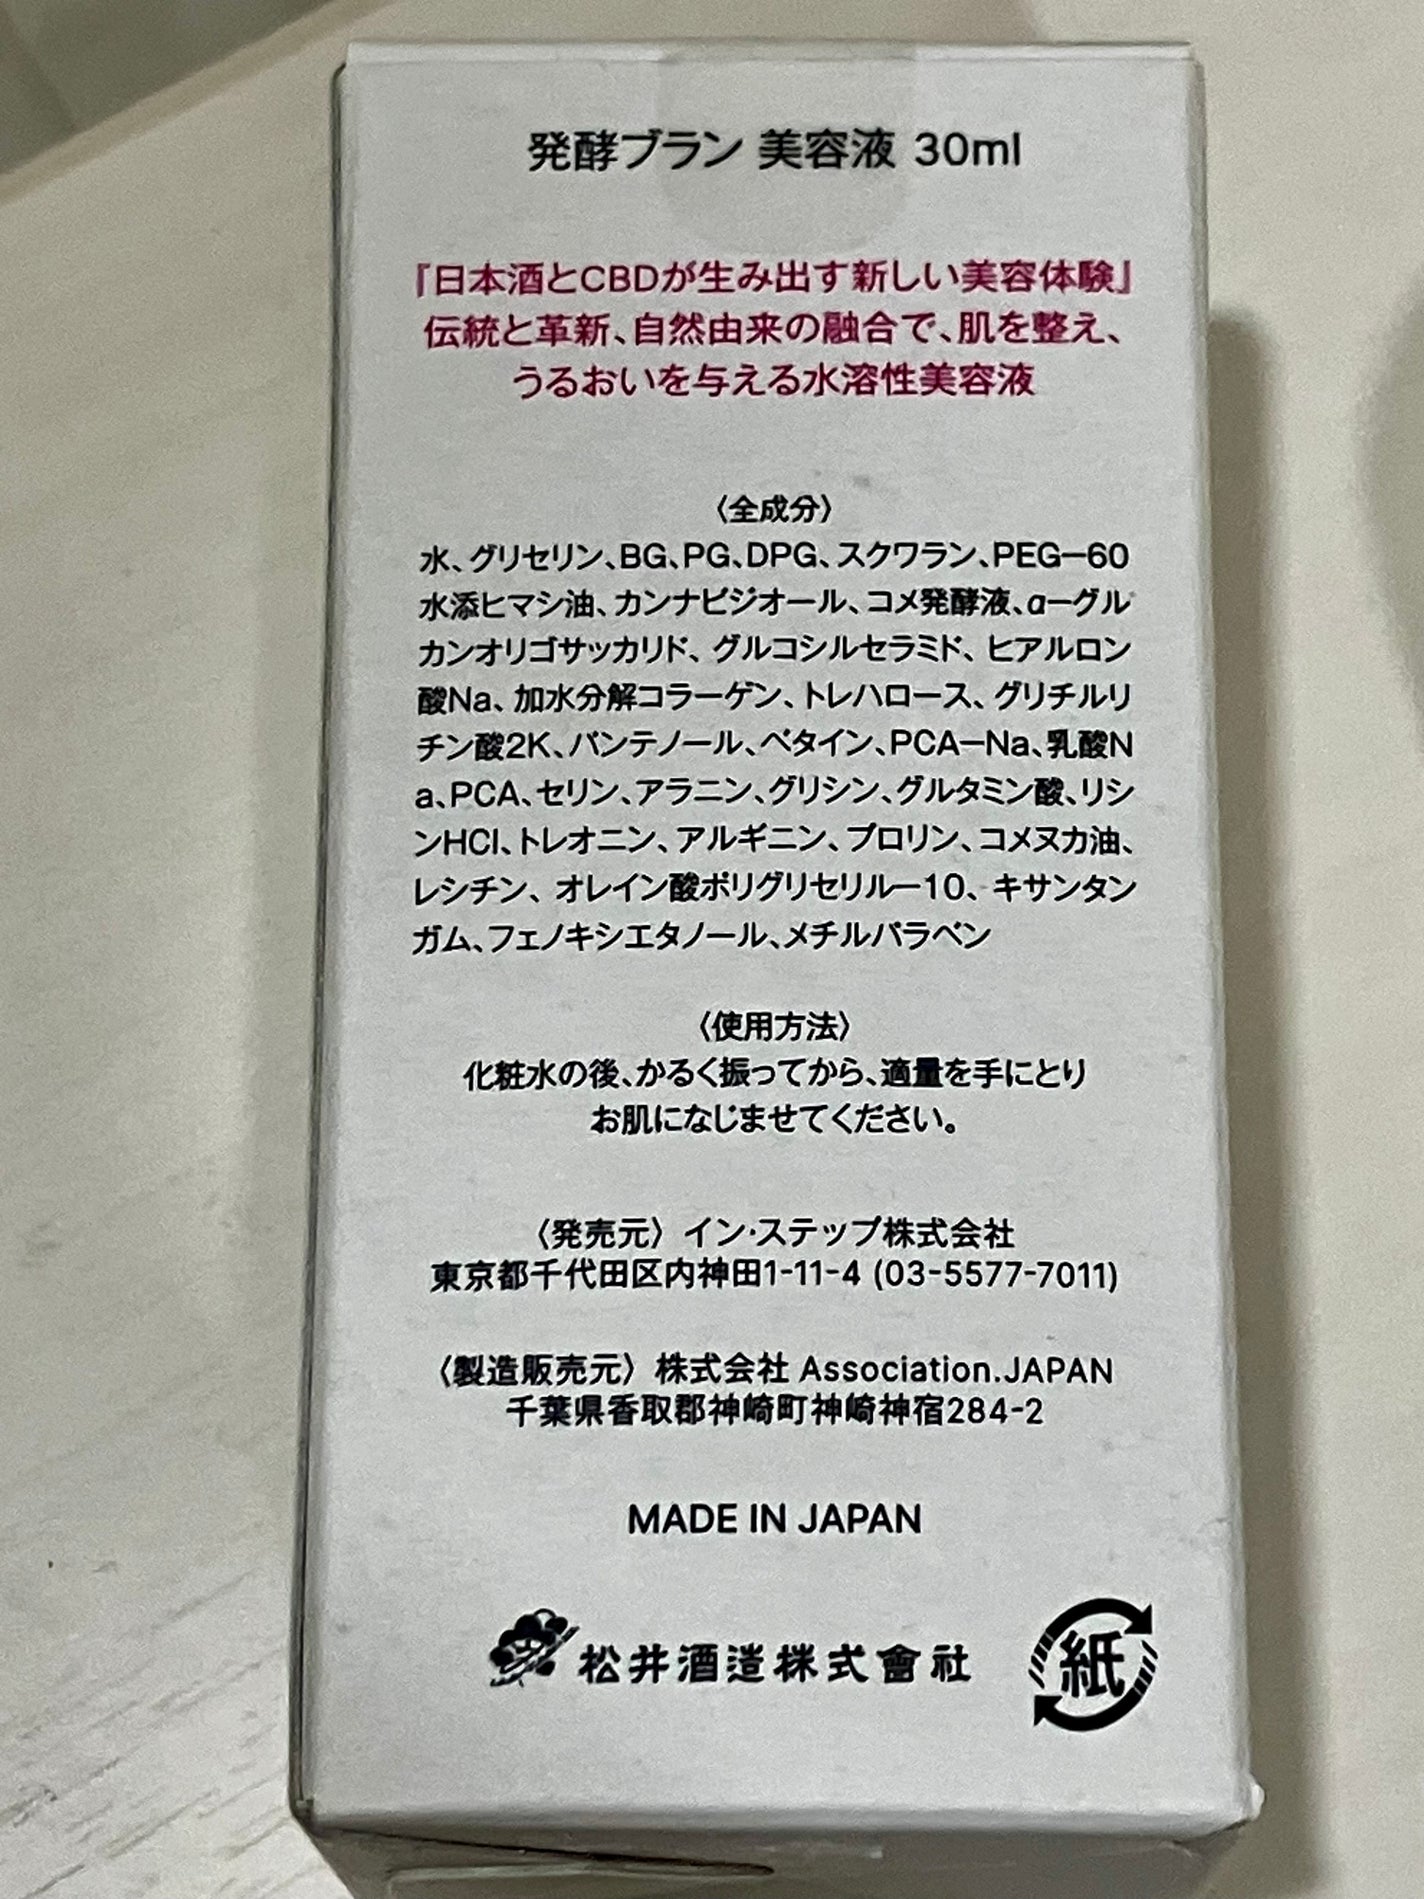 発酵ブラン 美容液 30ml
『日本酒とCBDが生み出す新しい美容体験』
伝統と革新、自然由来の融合で、肌を整え、
うるおいを与える水溶性美容液
〈全成分〉
水、グリセリン、BG、PG、DPG、スクワラン、PEG−60
水添ヒマシ油、カンナビジオール、コメ発酵液、α−グル
カンオリゴサッカリド、グルコシルセラミド、ヒアルロン
酸Na、加水分解コラーゲン、トレハロース、グリチルリ
チン酸2K、パンテノール、ベタイン、PCA−Na、乳酸N
a、PCA、セリン、アラニン、グリシン、グルタミン酸、リシ
ンHCl、トレオニン、アルギニン、プロリン、コメヌカ油、
レシチン、オレイン酸ポリグリセリル−10、キサンタン
ガム、フェノキシエタノール、メチルパラベン
〈使用方法〉
化粧水の後、かるく振ってから、適量を手にとり
お肌になじませてください。
〈発売元〉イン・ステップ株式会社
東京都千代田区内神田1-11-4 (03-5577-7011)
〈製造販売元〉株式会社 Association.JAPAN
千葉県香取郡神崎町神崎神宿284-2
MADE IN JAPAN
松井酒造株式會社
紙